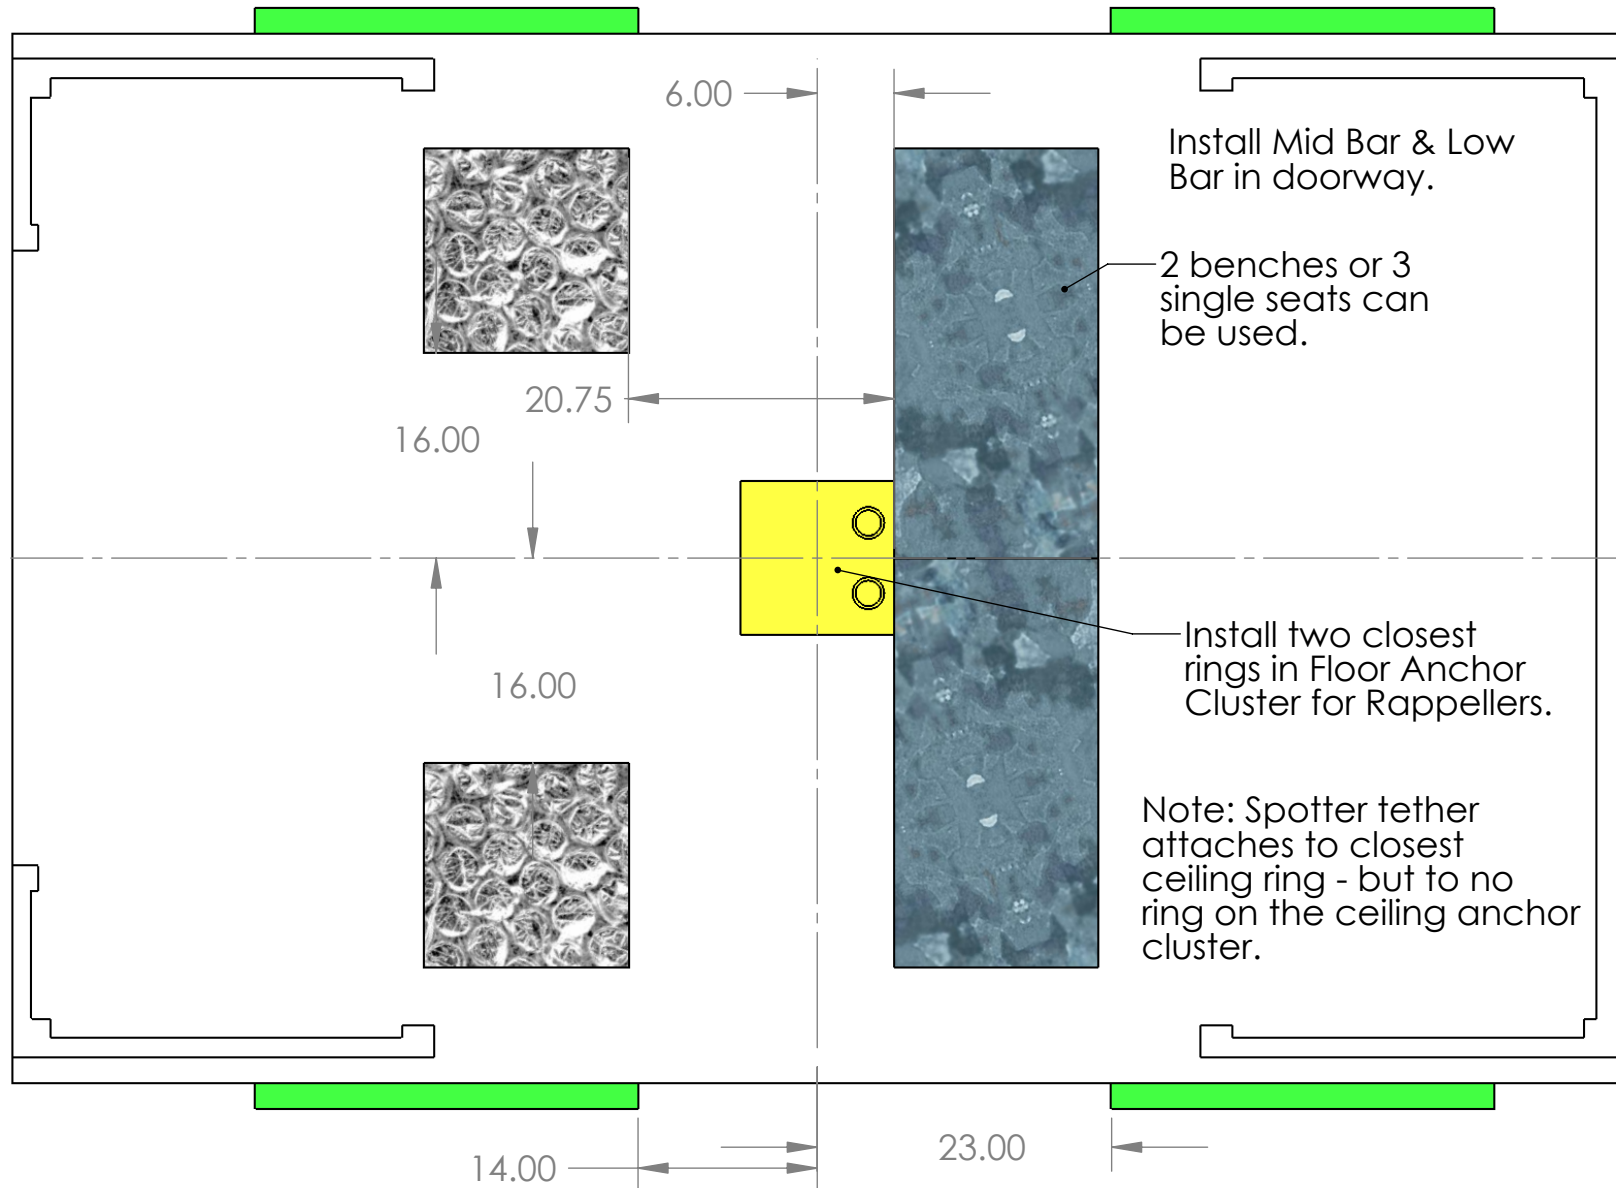 6.00
Install Mid Bar & Low
Bar in doorway.
2 benches or 3
single seats can
be used.
20.75
16.00
16.00
Install two closest
rings in Floor Anchor
Cluster for Rappellers.
Note: Spotter tether
attaches to closest
ceiling ring - but to no
ring on the ceiling anchor
cluster.
23.00
14.00